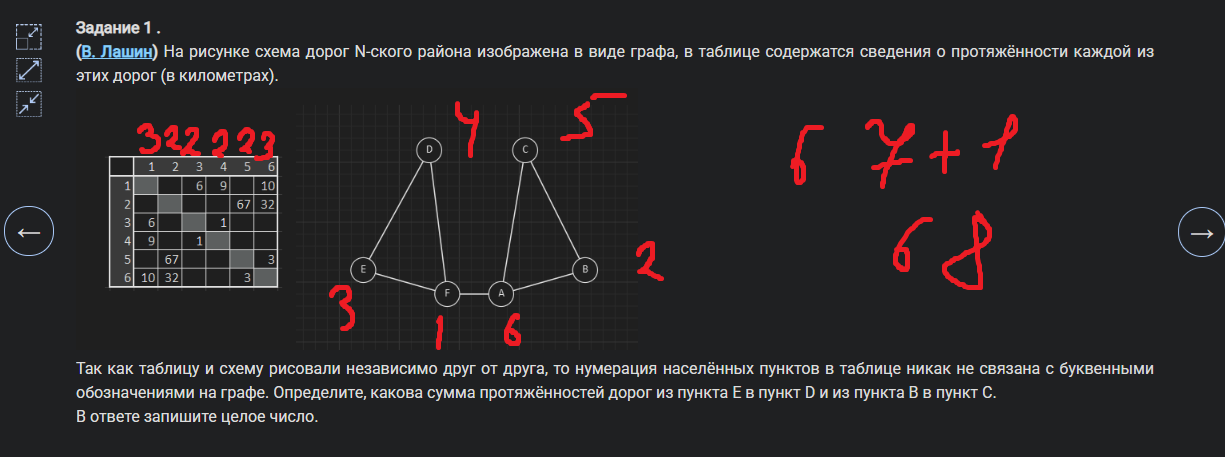 Задание 1 .
(В. Лашин) На рисунке схема дорог N-ского района изображена в виде графа, в таблице содержатся сведения о протяжённости каждой из
этих дорог (в километрах).
3 2 2 2 2 3
1 2 3 4 5 6
1 6 9 10
2 67 32
3 6 1
4 9 1
5 67 3
6 10 32 3
4 5
D C
E B
F A
3 1 6 2
67+1
68
← →
Так как таблицу и схему рисовали независимо друг от друга, то нумерация населённых пунктов в таблице никак не связана с буквенными
обозначениями на графе. Определите, какова сумма протяжённостей дорог из пункта E в пункт D и из пункта B в пункт C.
В ответе запишите целое число.